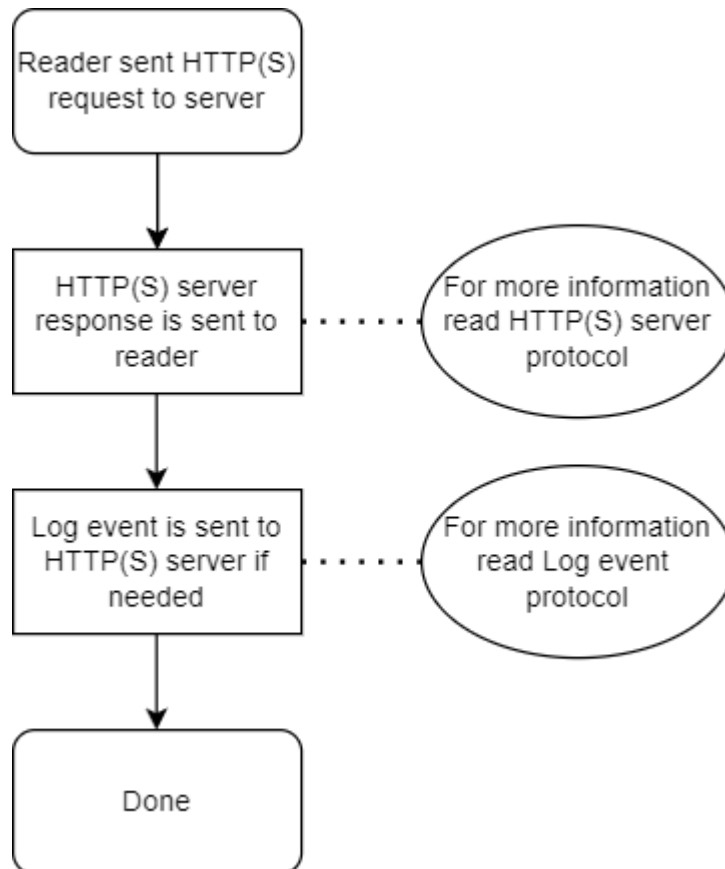 Reader sent HTTP(S)
request to server
HTTP(S) server
response is sent to
reader
For more information
read HTTP(S) server
protocol
Log event is sent to
HTTP(S) server if
needed
For more information
read Log event
protocol
Done